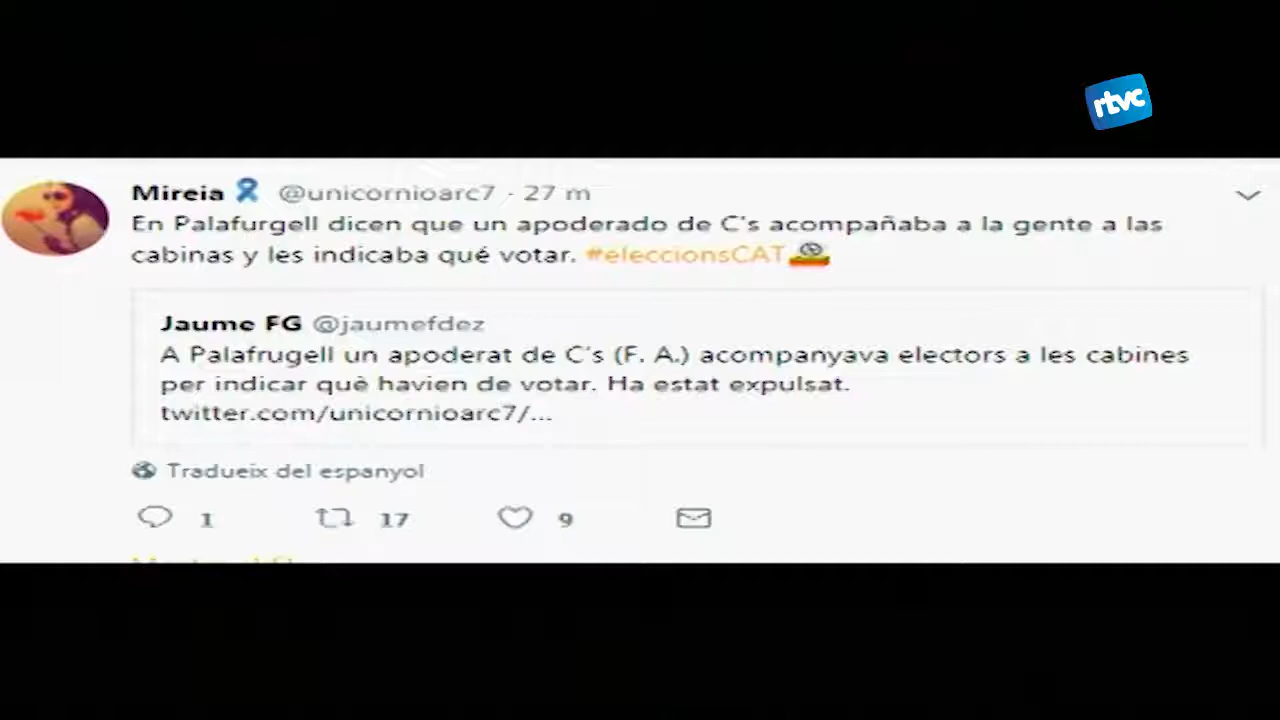 rtvc
Mireia @unicornioarc7 · 27 m
En Palafurgell dicen que un apoderado de C's acompañaba a la gente a las
cabinas y les indicaba qué votar. #eleccionsCAT
Jaume FG @jaumefdez
A Palafrugell un apoderat de C's (F. A.) acompanyava electors a les cabines
per indicar què havien de votar. Ha estat expulsat.
twitter.com/unicornioarc7/...
Tradueix del espanyol
1 17 9